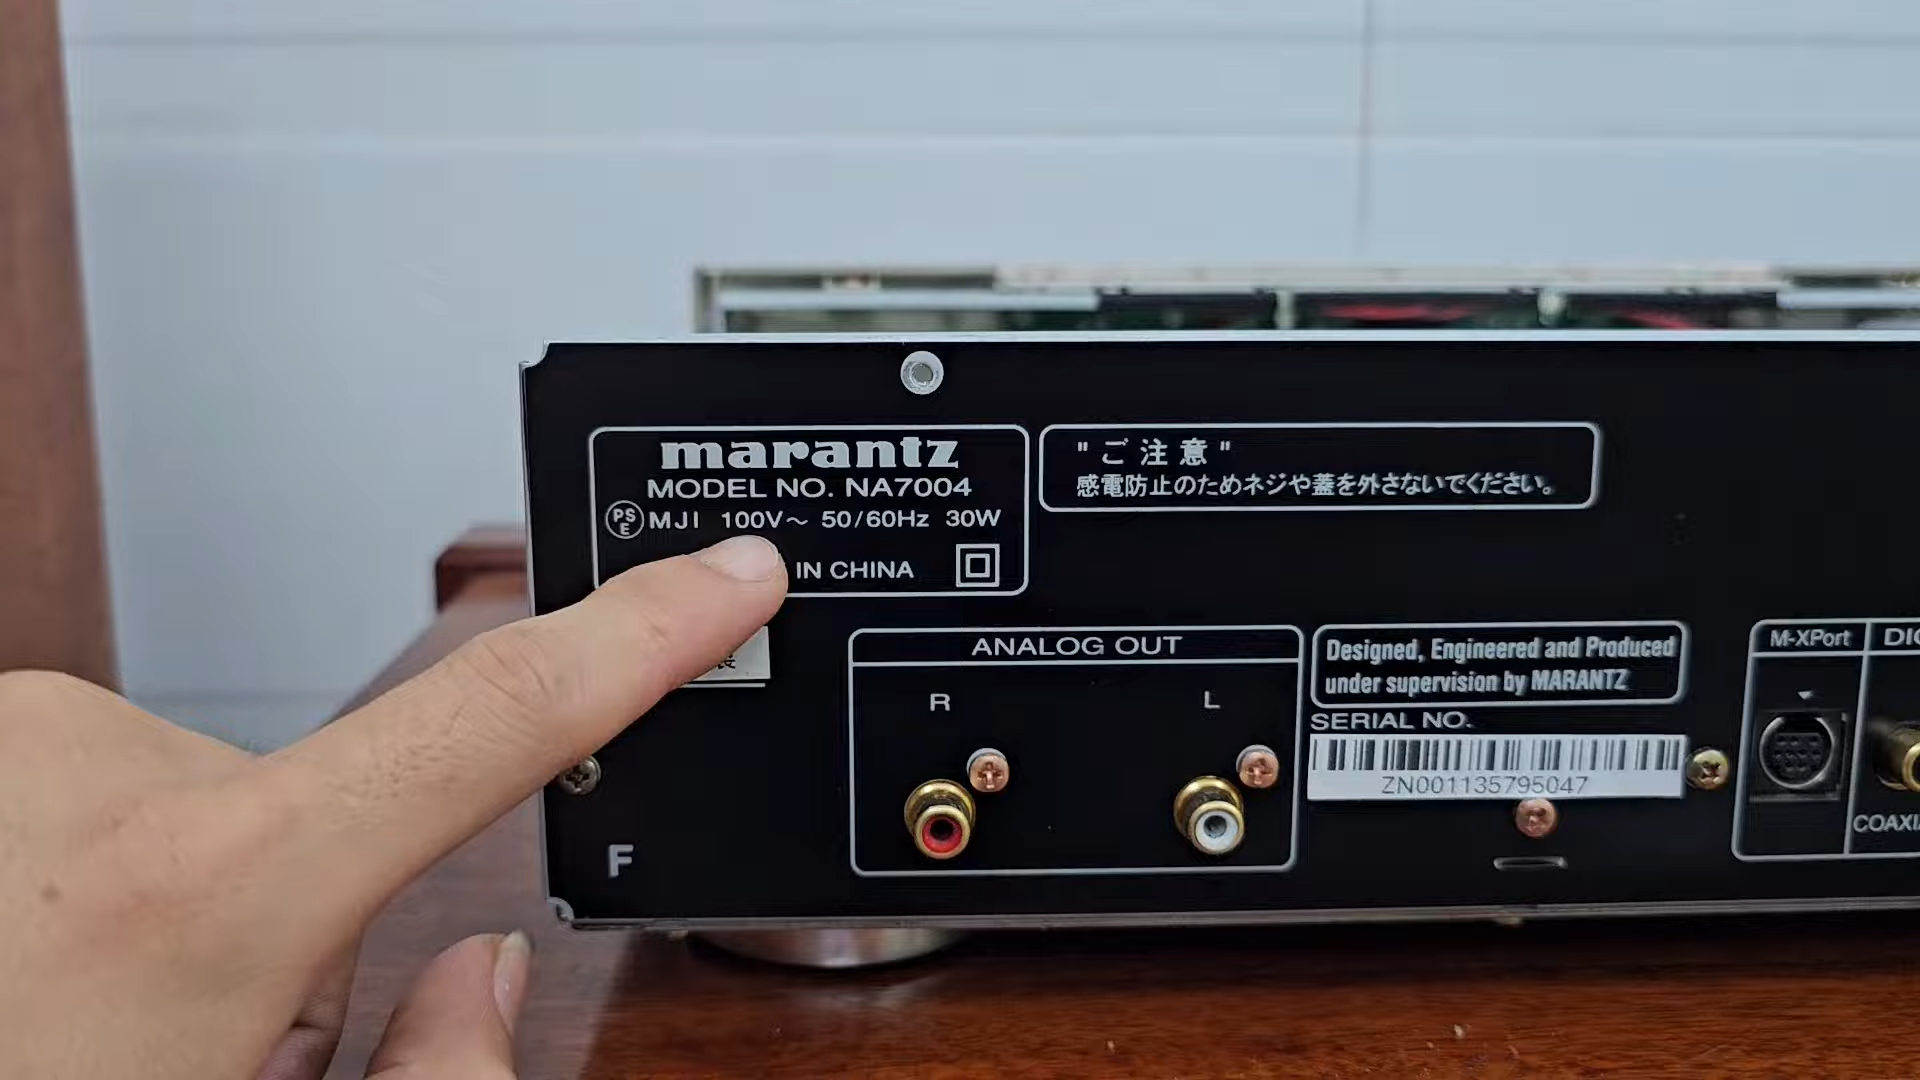 marantz
MODEL NO. NA7004
PS
E
MJI 100V～ 50/60Hz 30W
IN CHINA
"ご注意"
感電防止のためネジや蓋を外さないでください。
ANALOG OUT
R
L
Designed, Engineered and Produced
under supervision by MARANTZ
SERIAL NO.
ZN001135795047
M-XPort
COAXI
F